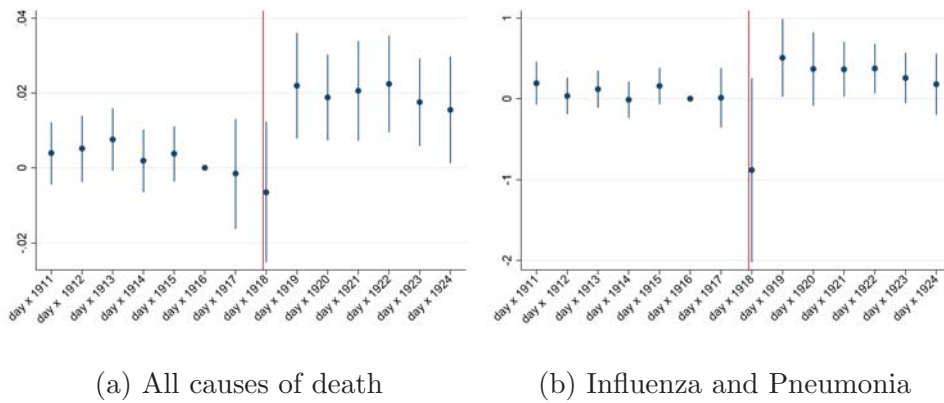 .04
.02
0
-.02
day x 1911
day x 1912
day x 1913
day x 1914
day x 1915
day x 1916
day x 1917
day x 1918
day x 1919
day x 1920
day x 1921
day x 1922
day x 1923
day x 1924
(a) All causes of death
1
0
-1
-2
day x 1911
day x 1912
day x 1913
day x 1914
day x 1915
day x 1916
day x 1917
day x 1918
day x 1919
day x 1920
day x 1921
day x 1922
day x 1923
day x 1924
(b) Influenza and Pneumonia